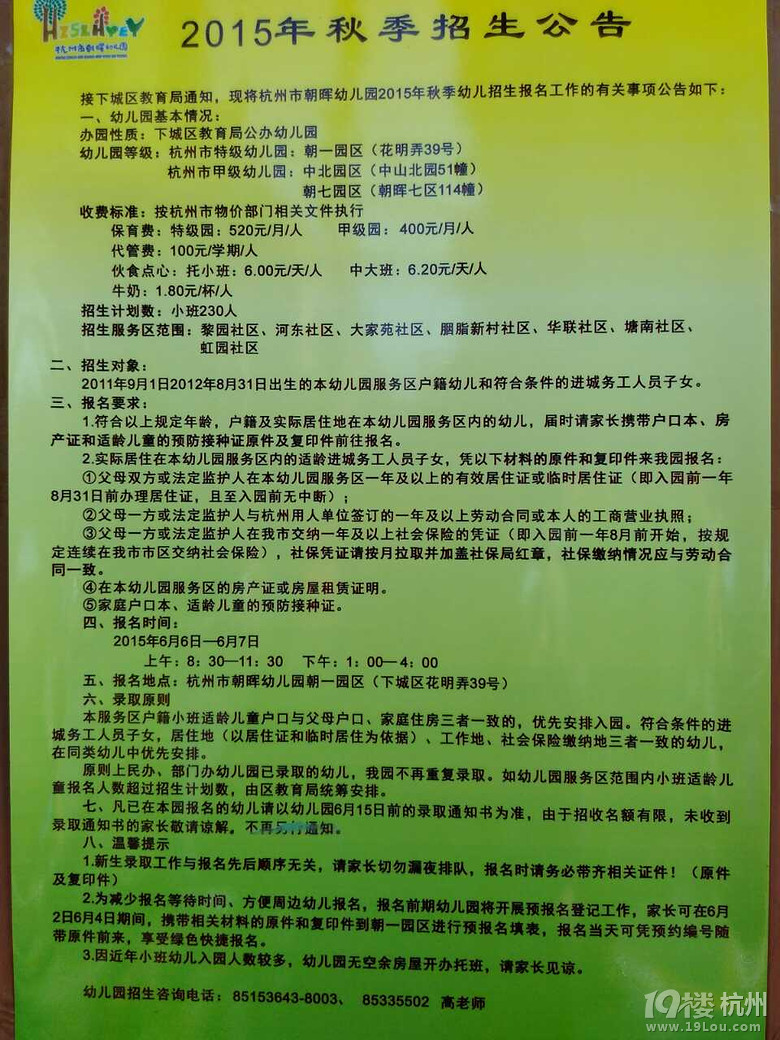 HZSLHYEY
杭州市朝晖幼儿园
2015年秋季招生公告
接下城区教育局通知，现将杭州市朝晖幼儿园2015年秋季幼儿招生报名工作的有关事项公告如下：
一、幼儿园基本情况：
办园性质：下城区教育局公办幼儿园
幼儿园等级：杭州市特级幼儿园：朝一园区（花明弄39号）
杭州市甲级幼儿园：中北园区（中山北园51幢）
朝七园区（朝晖七区114幢）
收费标准：按杭州市物价部门相关文件执行
保育费：特级园：520元/月/人 甲级园：400元/月/人
代管费：100元/学期/人
伙食点心：托小班：6.00元/天/人 中大班：6.20元/天/人
牛奶：1.80元/杯/人
招生计划数：小班230人
招生服务区范围：黎园社区、河东社区、大家苑社区、胭脂新村社区、华联社区、塘南社区、
虹园社区
二、招生对象：
2011年9月1日2012年8月31日出生的本幼儿园服务区户籍幼儿和符合条件的进城务工人员子女。
三、报名要求：
1.符合以上规定年龄，户籍及实际居住地在本幼儿园服务区内的幼儿，届时请家长携带户口本、房
产证和适龄儿童的预防接种证原件及复印件前往报名。
2.实际居住在本幼儿园服务区内的适龄进城务工人员子女，凭以下材料的原件和复印件来我园报名：
①父母双方或法定监护人在本幼儿园服务区一年及以上的有效居住证或临时居住证（即入园前一年
8月31日前办理居住证，且至入园前无中断）；
②父母一方或法定监护人与杭州用人单位签订的一年及以上劳动合同或本人的工商营业执照；
③父母一方或法定监护人在我市交纳一年及以上社会保险的凭证（即入园前一年8月前开始，按规
定连续在我市市区交纳社会保险），社保凭证请按月拉取并加盖社保局红章，社保缴纳情况应与劳动合
同一致。
④在本幼儿园服务区的房产证或房屋租赁证明。
⑤家庭户口本、适龄儿童的预防接种证。
四、报名时间：
2015年6月6日—6月7日
上午：8：30—11：30 下午：1：00—4：00
五、报名地点：杭州市朝晖幼儿园朝一园区（下城区花明弄39号）
六、录取原则
本服务区户籍小班适龄儿童户口与父母户口、家庭住房三者一致的，优先安排入园。符合条件的进
城务工人员子女，居住地（以居住证和临时居住为依据）、工作地、社会保险缴纳地三者一致的幼儿，
在同类幼儿中优先安排。
原则上民办、部门办幼儿园已录取的幼儿，我园不再重复录取。如幼儿园服务区范围内小班适龄儿
童报名人数超过招生计划数，由区教育局统筹安排。
七、凡已在本园报名的幼儿请以幼儿园6月15日前的录取通知书为准，由于招收名额有限，未收到
录取通知书的家长敬请谅解。不再另行通知。
八、温馨提示
1.新生录取工作与报名先后顺序无关，请家长切勿漏夜排队，报名时请务必带齐相关证件！（原件
及复印件）
2.为减少报名等待时间、方便周边幼儿报名，报名前期幼儿园将开展预报名登记工作，家长可在6月
2日6月4日期间，携带相关材料的原件和复印件到朝一园区进行预报名填表，报名当天可凭预约编号随
带原件前来，享受绿色快捷报名。
3.因近年小班幼儿入园人数较多，幼儿园无空余房屋开办托班，请家长见谅。
幼儿园招生咨询电话：85153643-8003、 85335502 高老师
19楼杭州
www.19Lou.com